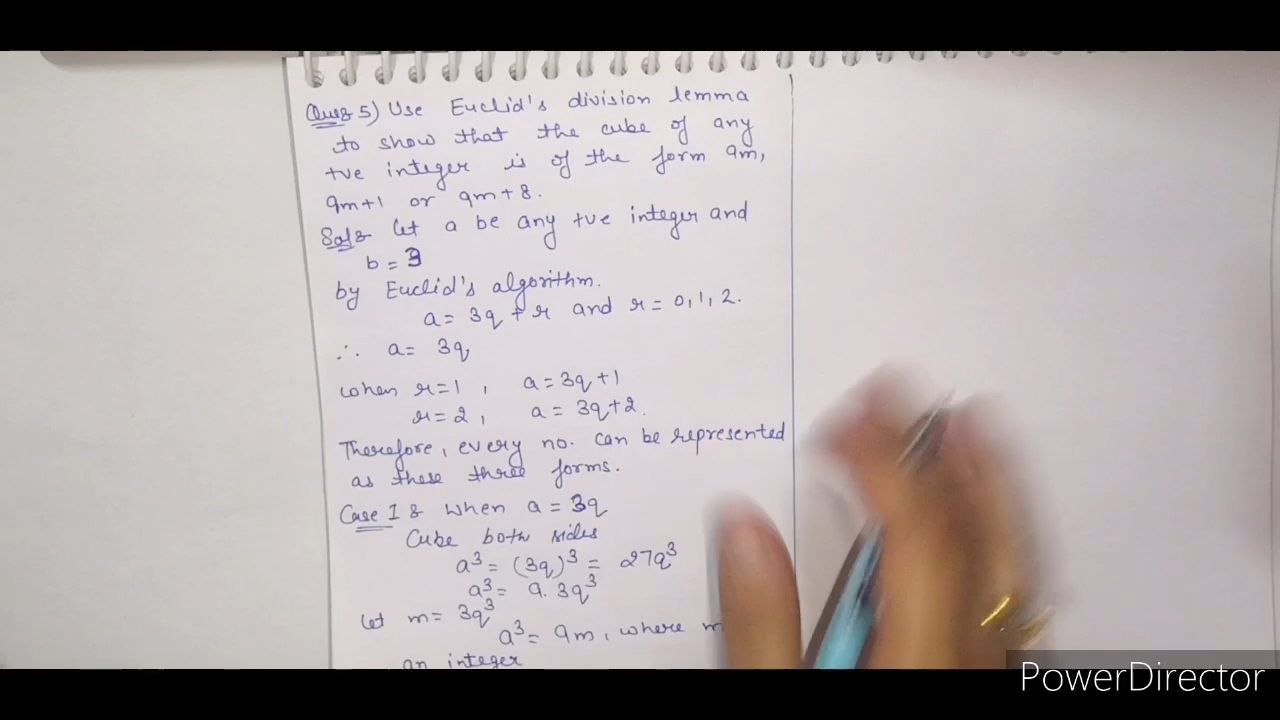 Ques 5) Use Euclid's division lemma
to show that the cube of any
+ve integer is of the form 9m,
9m+1 or 9m+8.
Sol: let a be any +ve integer and
b = 3
by Euclid's algorithm.
a = 3q + r and r = 0, 1, 2.
∴ a = 3q
when r=1, a = 3q+1
r=2, a = 3q+2.
Therefore, every no. can be represented
as these three forms.
Case I : when a = 3q
Cube both sides
a³ = (3q)³ = 27q³
a³ = 9. 3q³
let m = 3q³
a³ = 9m, where m
an integer
PowerDirector